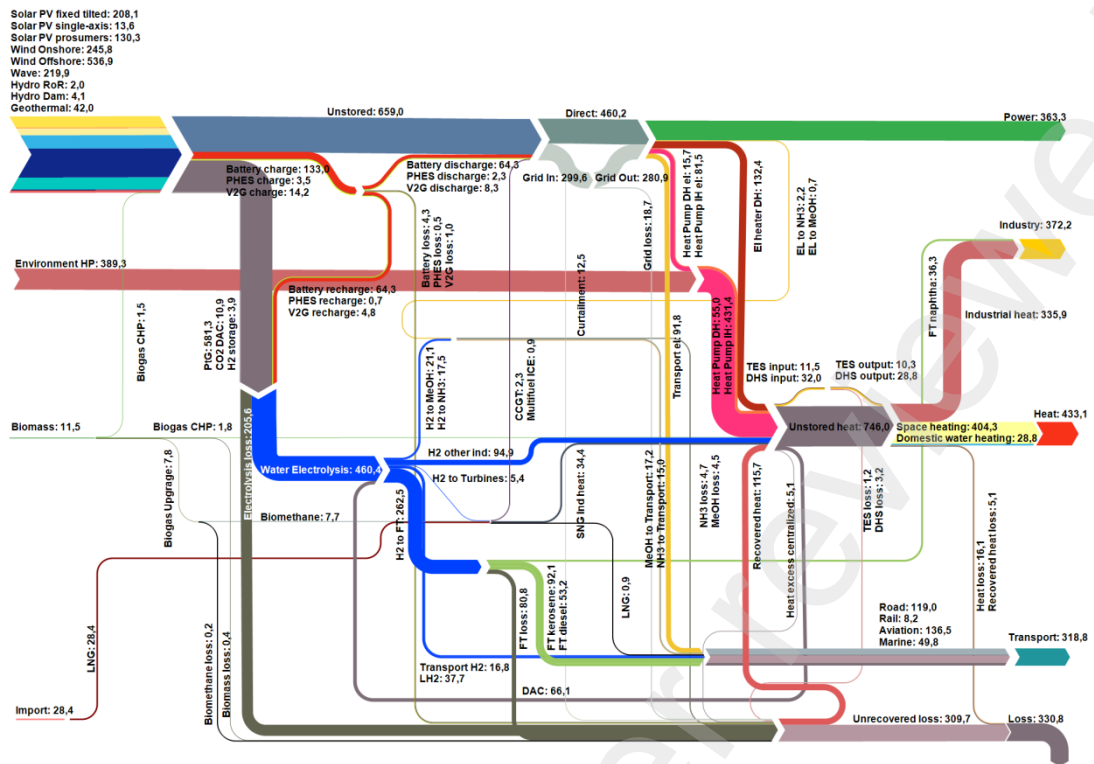 Solar PV fixed tilted: 208,1
Solar PV single-axis: 13,6
Solar PV prosumers: 130,3
Wind Onshore: 245,8
Wind Offshore: 536,9
Wave: 219,9
Hydro RoR: 2,0
Hydro Dam: 4,1
Geothermal: 42,0
Unstored: 659,0
Direct: 460,2
Power: 363,3
Battery charge: 133,0
PHES charge: 3,5
V2G charge: 14,2
Battery discharge: 64,3
PHES discharge: 2,3
V2G discharge: 8,3
Grid In: 299,6
Grid Out: 280,9
Heat Pump DH el: 15,7
Heat Pump IH el: 81,5
El heater DH: 132,4
EL to NH3: 2,2
EL to MeOH: 0,7
Industry: 372,2
Environment HP: 389,3
Battery loss: 4,3
PHES loss: 0,5
V2G loss: 1,0
Grid loss: 18,7
Curtailment: 12,5
FT naphtha: 36,3
Industrial heat: 335,9
Battery recharge: 64,3
PHES recharge: 0,7
V2G recharge: 4,8
Biogas CHP: 1,5
PtG: 581,3
CO2 DAC: 10,9
H2 storage: 3,9
H2 to MeOH: 21,1
H2 to NH3: 17,5
CCGT: 2,3
Multifuel ICE: 0,9
Transport el: 91,8
Heat Pump DH: 55,0
Heat Pump IH: 431,4
TES input: 11,5
DHS input: 32,0
TES output: 10,3
DHS output: 28,8
Biomass: 11,5
Biogas CHP: 1,8
Electrolysis loss: 205,6
Unstored heat: 746,0
Space heating: 404,3
Domestic water heating: 28,8
Heat: 433,1
Biogas Upgrage: 7,8
Water Electrolysis: 460,4
H2 other ind: 94,9
H2 to Turbines: 5,4
SNG Ind heat: 34,4
MeOH to Transport: 17,2
NH3 to Transport: 15,0
NH3 loss: 4,7
MeOH loss: 4,5
Recovered heat: 115,7
Heat excess centralized: 5,1
TES loss: 1,2
DHS loss: 3,2
Heat loss: 16,1
Recovered heat loss: 5,1
Biomethane: 7,7
H2 to FT: 262,5
FT loss: 80,8
FT kerosene: 92,1
FT diesel: 53,2
LNG: 0,9
Road: 119,0
Rail: 8,2
Aviation: 136,5
Marine: 49,8
Transport: 318,8
LNG: 28,4
Biomethane loss: 0,2
Biomass loss: 0,4
Transport H2: 16,8
LH2: 37,7
DAC: 66,1
Import: 28,4
Unrecovered loss: 309,7
Loss: 330,8